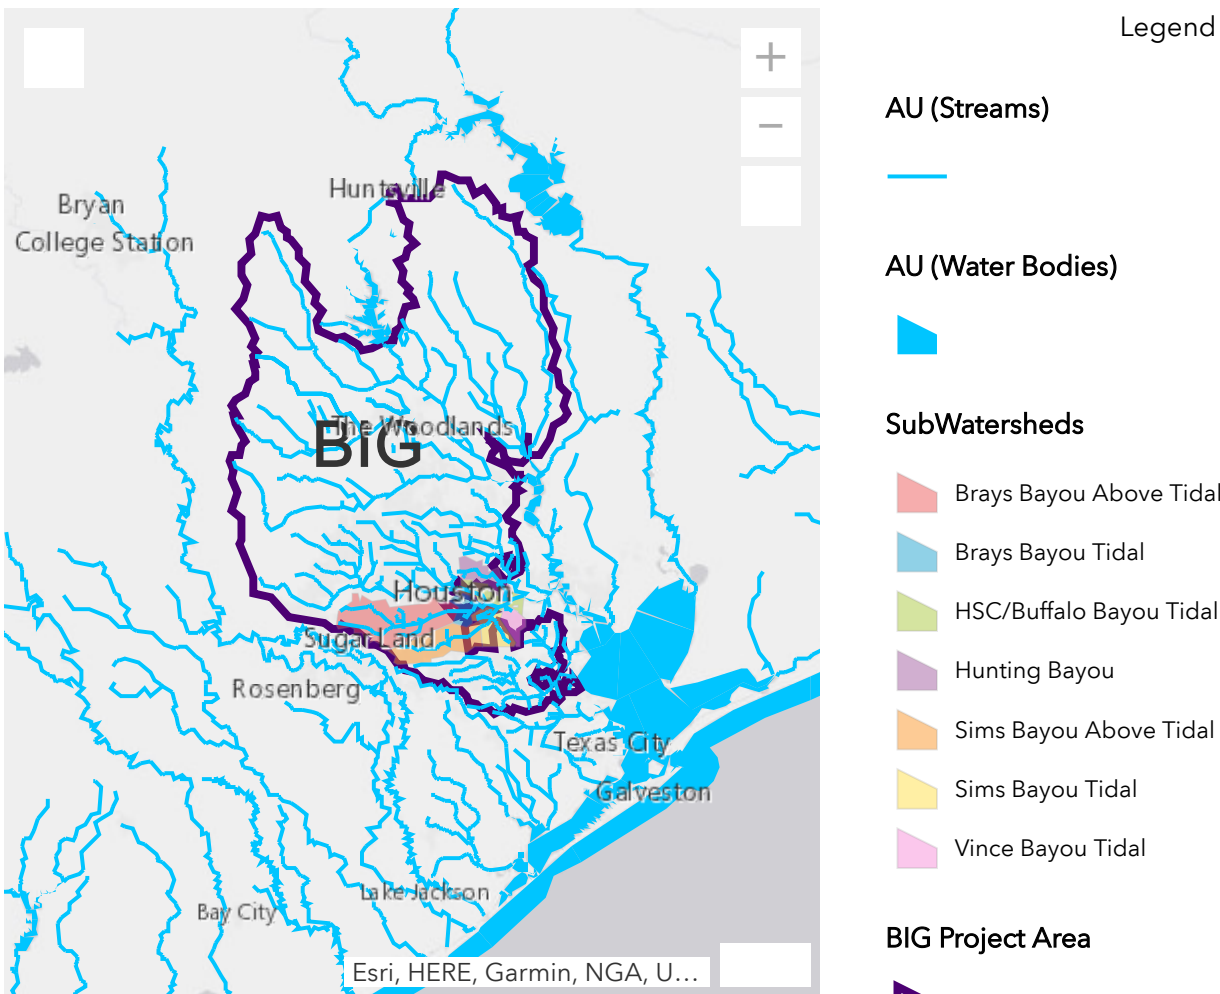 Legend
AU (Streams)
Huntsville
Bryan
College Station
AU (Water Bodies)
The Woodlands
BIG
SubWatersheds
Brays Bayou Above Tidal
Brays Bayou Tidal
HSC/Buffalo Bayou Tidal
Houston
Sugar Land
Hunting Bayou
Rosenberg
Sims Bayou Above Tidal
Texas City
Galveston
Sims Bayou Tidal
Vince Bayou Tidal
Lake Jackson
Bay City
BIG Project Area
Esri, HERE, Garmin, NGA, U…